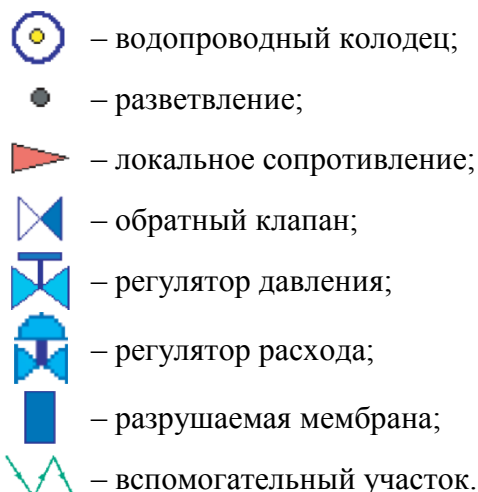 – водопроводный колодец;
– разветвление;
– локальное сопротивление;
– обратный клапан;
– регулятор давления;
– регулятор расхода;
– разрушаемая мембрана;
– вспомогательный участок.